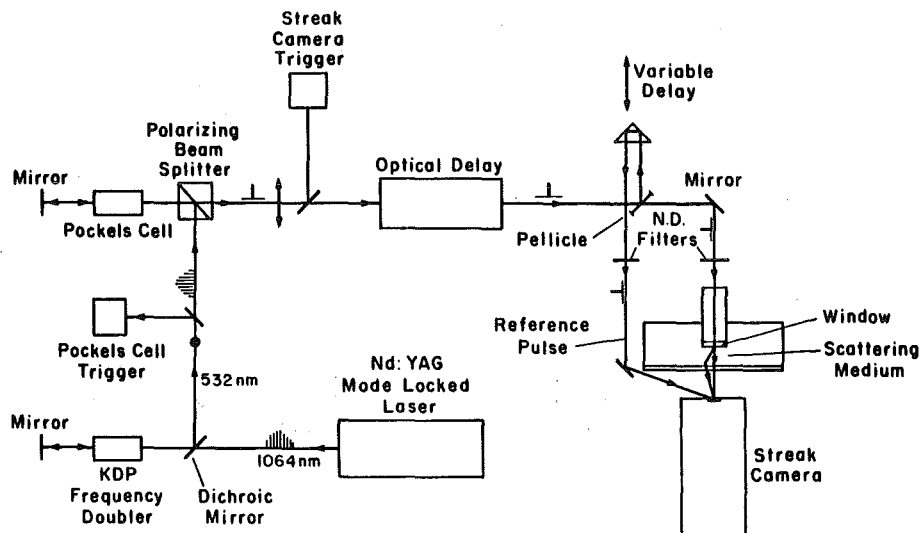 Streak
Camera
Trigger
Variable
Delay
Polarizing
Beam
Splitter
Optical Delay
Mirror
Mirror
Pockels Cell
Pellicle
N.D.
Filters
Pockels Cell
Trigger
Reference
Pulse
Window
Scattering
Medium
532nm
Nd: YAG
Mode Locked
Laser
Mirror
1064nm
KDP
Frequency
Doubler
Dichroic
Mirror
Streak
Camera